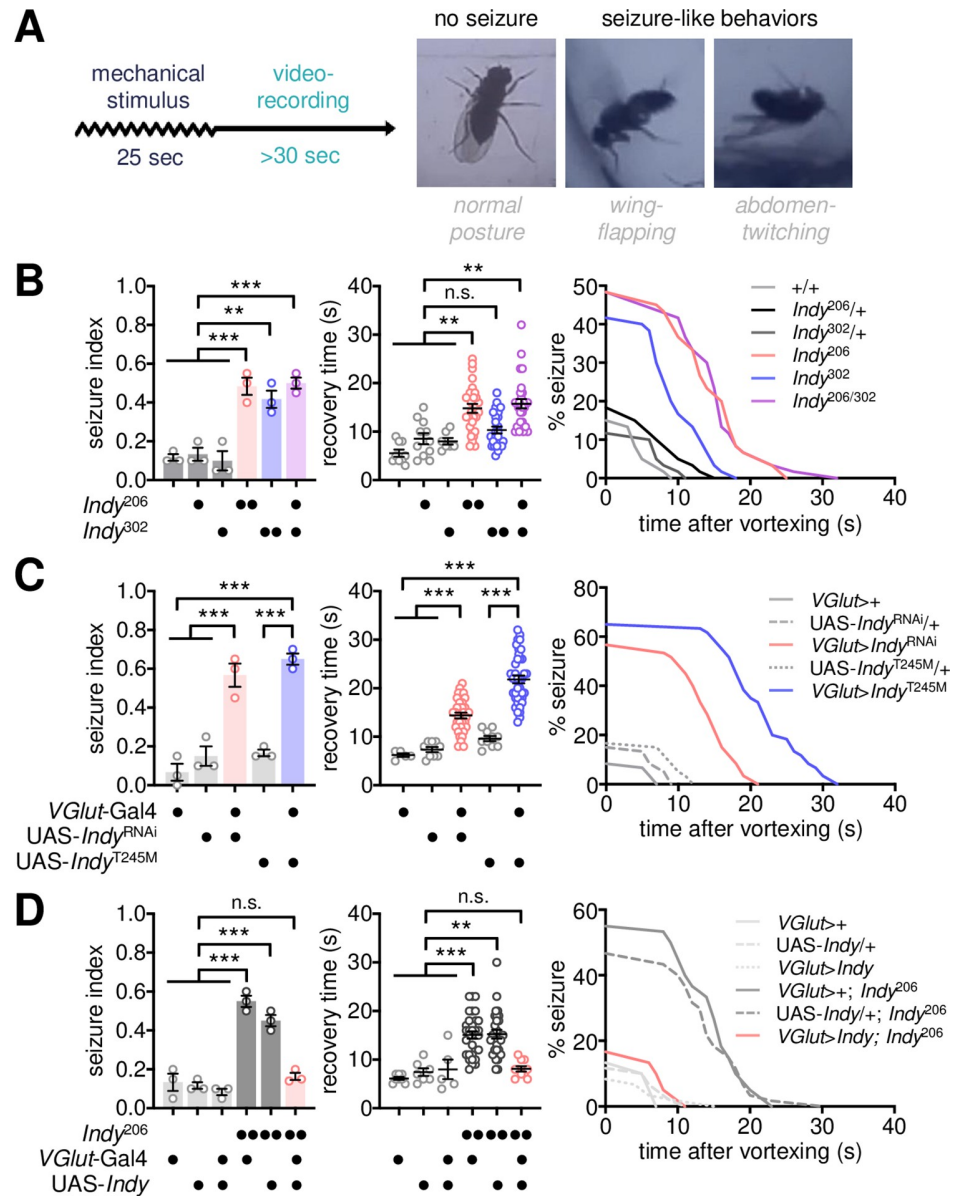 A
no seizure
seizure-like behaviors
mechanical
stimulus
video-
recording
25 sec
>30 sec
normal
posture
wing-
flapping
abdomen-
twitching
B
seizure index
1.0
0.8
0.6
0.4
0.2
0.0
***
**
***
Indy206
Indy302
recovery time (s)
40
30
20
10
0
**
n.s.
**
% seizure
50
40
30
20
10
0
0 10 20 30 40
time after vortexing (s)
+/+
Indy206/+
Indy302/+
Indy206
Indy302
Indy206/302
C
seizure index
1.0
0.8
0.6
0.4
0.2
0.0
***
*** ***
VGlut-Gal4
UAS-IndyRNAi
UAS-IndyT245M
recovery time (s)
40
30
20
10
0
***
*** ***
% seizure
80
60
40
20
0
0 10 20 30 40
time after vortexing (s)
VGlut>+
UAS-IndyRNAi/+
VGlut>IndyRNAi
UAS-IndyT245M/+
VGlut>IndyT245M
D
seizure index
1.0
0.8
0.6
0.4
0.2
0.0
n.s.
***
***
Indy206
VGlut-Gal4
UAS-Indy
recovery time (s)
40
30
20
10
0
n.s.
**
***
% seizure
60
40
20
0
0 10 20 30 40
time after vortexing (s)
VGlut>+
UAS-Indy/+
VGlut>Indy
VGlut>+; Indy206
UAS-Indy/+; Indy206
VGlut>Indy; Indy206